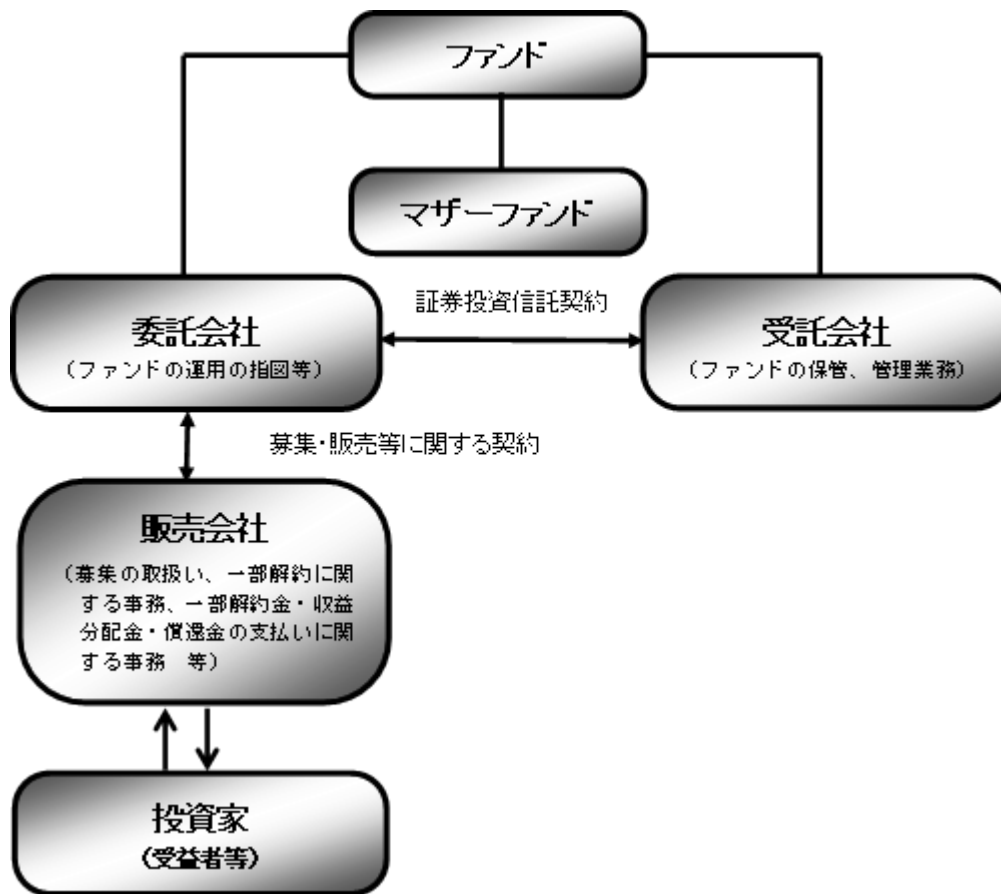 ファンド
マザーファンド
証券投資信託契約
委託会社
（ファンドの運用の指図等）
受託会社
（ファンドの保管、管理業務）
募集・販売等に関する契約
販売会社
（募集の取扱い、一部解約に関
する事務、一部解約金・収益
分配金・償還金の支払いに関
する事務　等）
投資家
（受益者等）